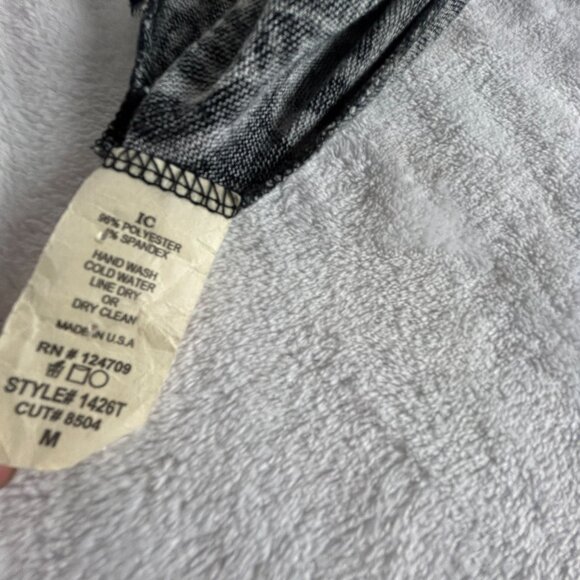 IC
96% POLYESTER
% SPANDEX
HAND WASH
COLD WATER
LINE DRY
OR
DRY CLEAN
MADE IN U.S.A
RN # 124709
STYLE# 1426T
CUT# 8504
M